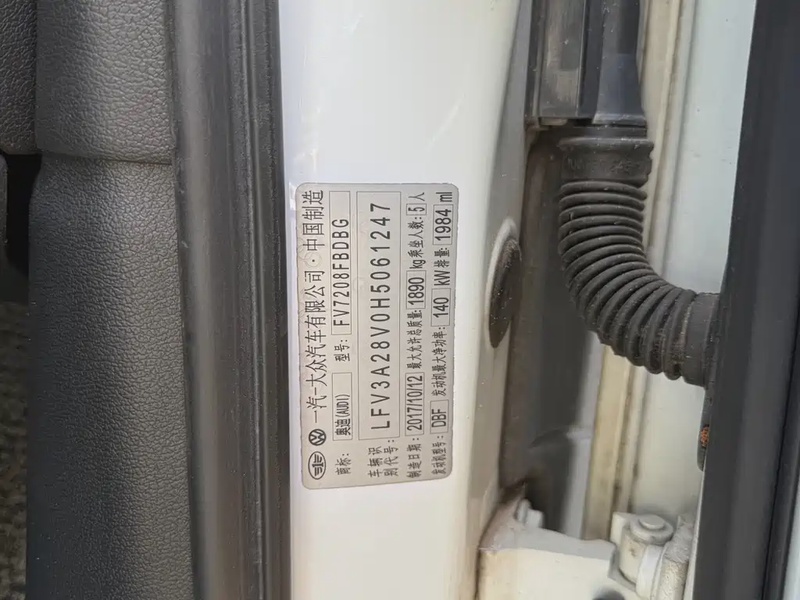 一汽-大众汽车有限公司·中国制造
商标: 奥迪(AUDI) 型号: FV7208FBDBG
车辆识
别代号: LFV3A28V0H5061247
制造日期: 2017/10/12 最大允许总质量: 1890 kg 乘坐人数: 5 人
发动机型号: DBF 发动机最大净功率: 140 kW 排量: 1984 ml